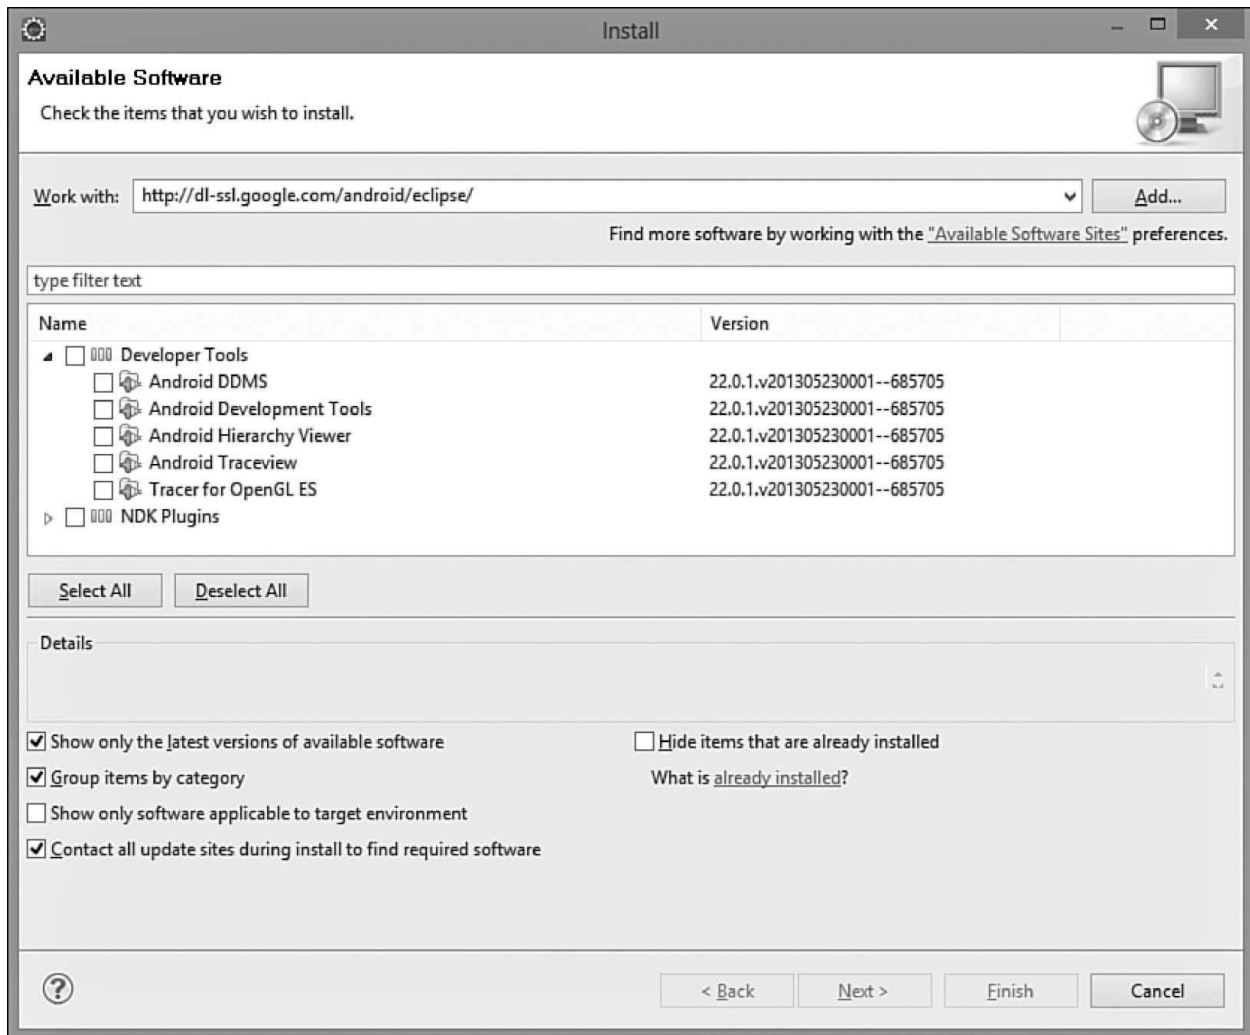 Install
Available Software
Check the items that you wish to install.
Work with: http://dl-ssl.google.com/android/eclipse/ Add...
Find more software by working with the "Available Software Sites" preferences.
type filter text
Name Version
Developer Tools
Android DDMS 22.0.1.v201305230001--685705
Android Development Tools 22.0.1.v201305230001--685705
Android Hierarchy Viewer 22.0.1.v201305230001--685705
Android Traceview 22.0.1.v201305230001--685705
Tracer for OpenGL ES 22.0.1.v201305230001--685705
NDK Plugins
Select All Deselect All
Details
Show only the latest versions of available software Hide items that are already installed
Group items by category What is already installed?
Show only software applicable to target environment
Contact all update sites during install to find required software
? < Back Next > Finish Cancel